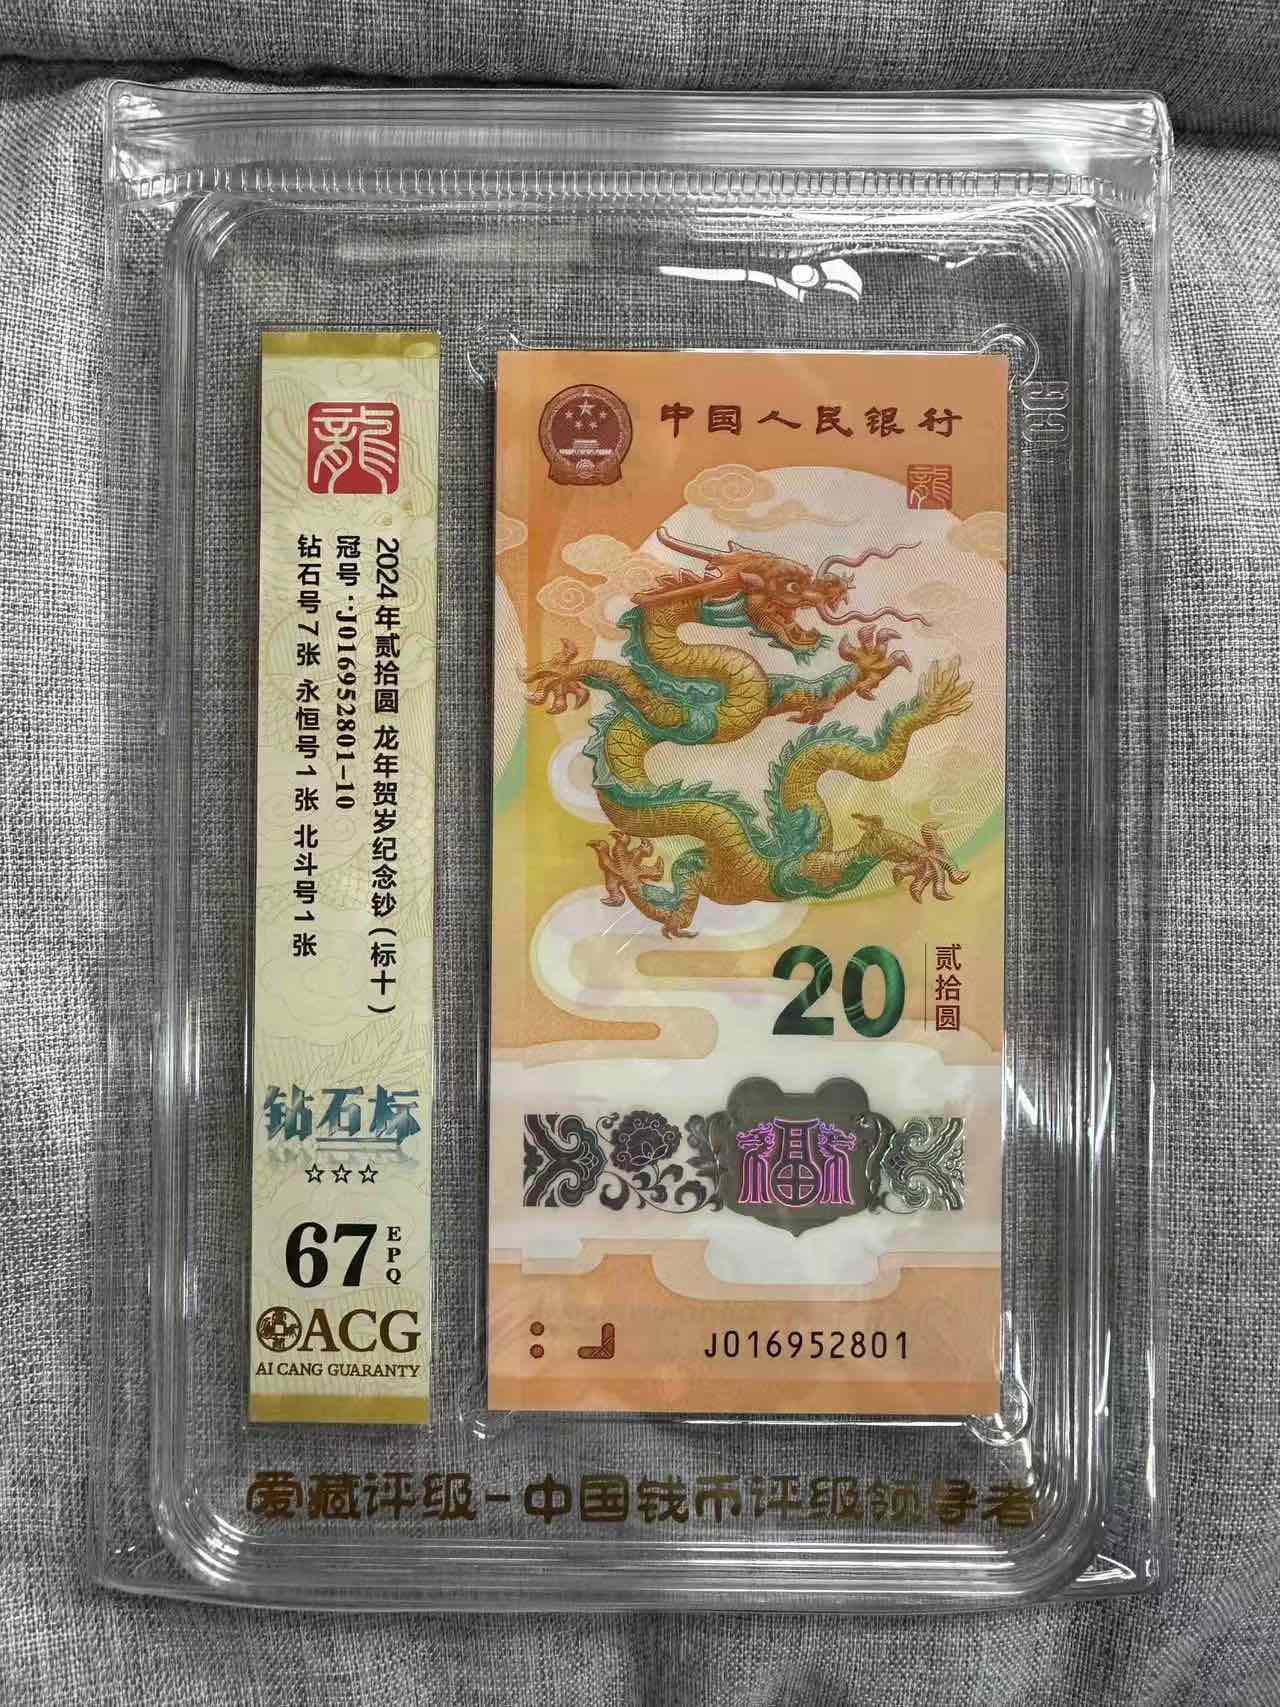 龍
2024年贰拾圆 龙年贺岁纪念钞(标十)
冠号:J016952801-10
钻石号7张 永恒号1张 北斗号1张
钻石标
☆☆☆
67 EPQ
ACG
AI CANG GUARANTY
中国人民银行
龍
20
贰拾圆
福
J016952801
爱藏评级-中国钱币评级领导者